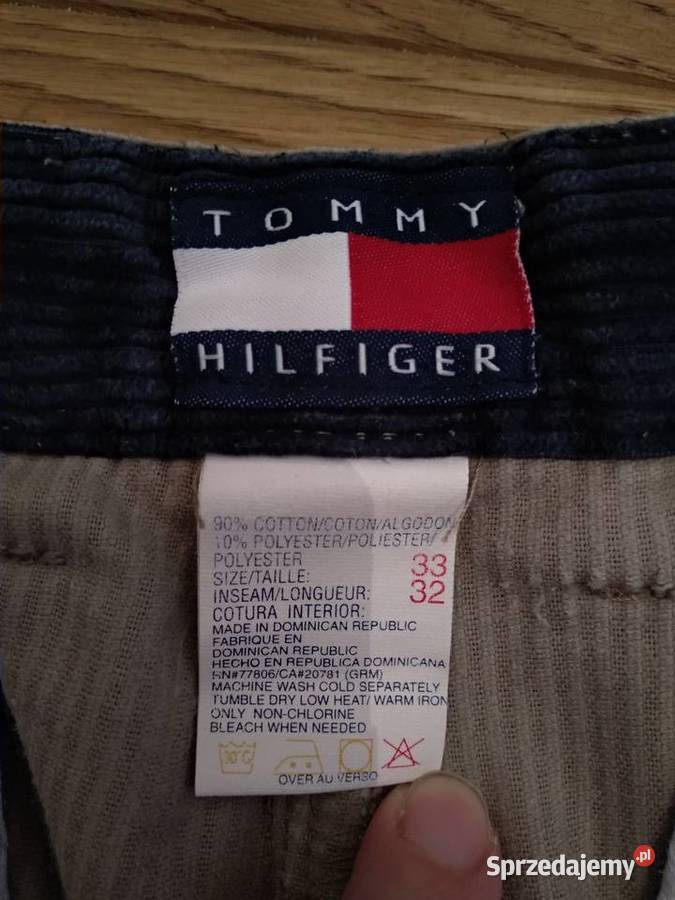 TOMMY
HILFIGER
90% COTTON/COTON/ALGODON
10% POLYESTER/POLIESTER/
POLYESTER
SIZE/TAILLE: 33
INSEAM/LONGUEUR: 32
COTURA INTERIOR:
MADE IN DOMINICAN REPUBLIC
FABRIQUE EN
DOMINICAN REPUBLIC
HECHO EN REPUBLICA DOMINICANA
RN#77806/CA#20781 (GRM)
MACHINE WASH COLD SEPARATELY
TUMBLE DRY LOW HEAT/ WARM IRON
ONLY NON-CHLORINE
BLEACH WHEN NEEDED
30°C
OVER AU VERSO
Sprzedajemy.pl